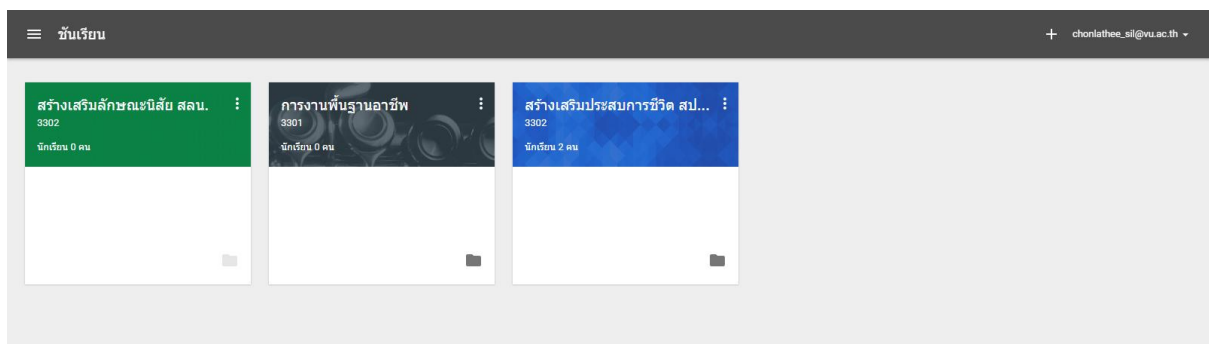 ชั้นเรียน
chonlathee_sil@vu.ac.th
สร้างเสริมลักษณะนิสัย สลน.
3302
นักเรียน 0 คน
การงานพื้นฐานอาชีพ
3301
นักเรียน 0 คน
สร้างเสริมประสบการชีวิต สป...
3302
นักเรียน 2 คน